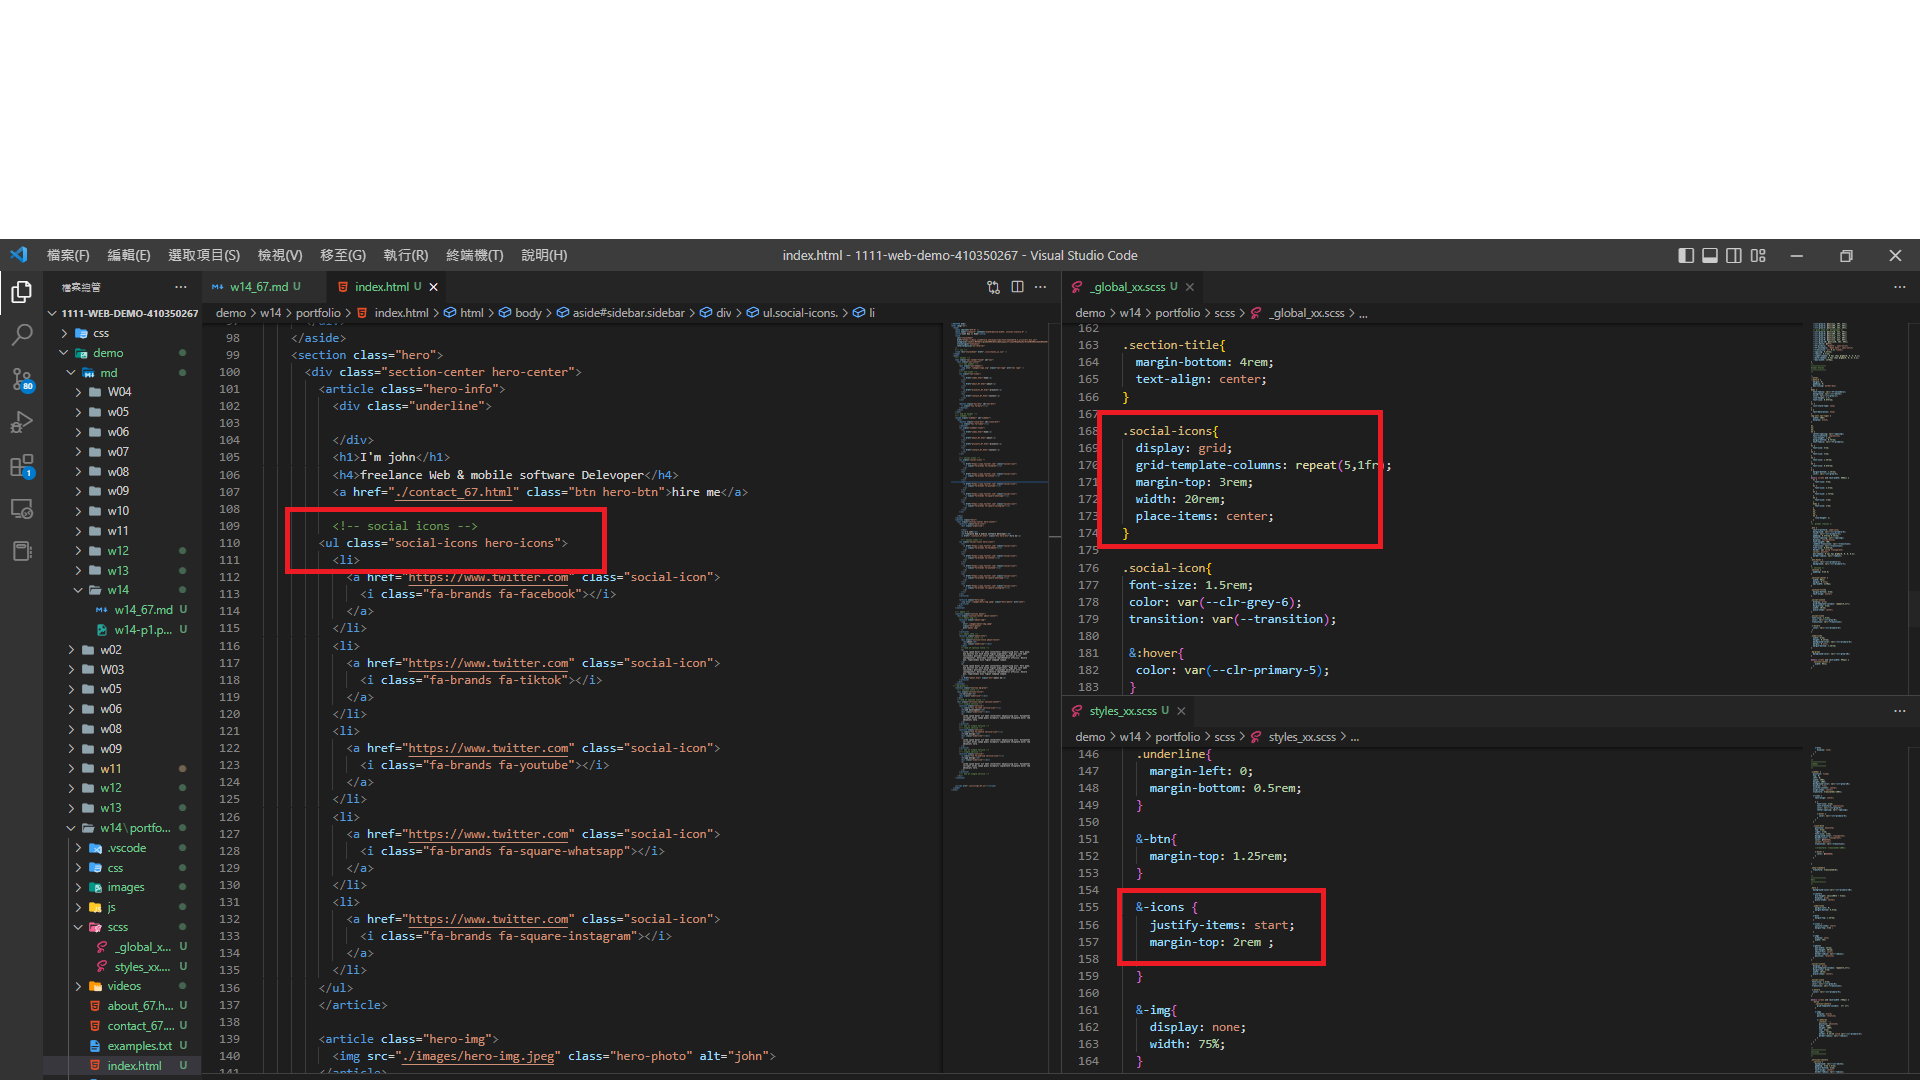 檔案(F) 編輯(E) 選取項目(S) 檢視(V) 移至(G) 執行(R) 終端機(T) 說明(H)
index.html - 1111-web-demo-410350267 - Visual Studio Code
檔案總管
1111-WEB-DEMO-410350267
css
demo
md
W04
w05
w06
w07
w08
w09
w10
w11
w12
w13
w14
w14_67.md U
w14-p1.p... U
w02
W03
w05
w06
w08
w09
w11
w12
w13
w14\portfo...
.vscode
css
images
js
scss
_global_x... U
styles_xx.... U
videos
about_67.h... U
contact_67.... U
examples.txt U
index.html U
80
1
w14_67.md U
index.html U
demo > w14 > portfolio > index.html > html > body > aside#sidebar.sidebar > div > ul.social-icons. > li
98 </aside>
99 <section class="hero">
100 <div class="section-center hero-center">
101 <article class="hero-info">
102 <div class="underline">
103
104 </div>
105 <h1>I'm john</h1>
106 <h4>freelance Web & mobile software Delevoper</h4>
107 <a href="./contact_67.html" class="btn hero-btn">hire me</a>
108
109 <!-- social icons -->
110 <ul class="social-icons hero-icons">
111 <li>
112 <a href="https://www.twitter.com" class="social-icon">
113 <i class="fa-brands fa-facebook"></i>
114 </a>
115 </li>
116 <li>
117 <a href="https://www.twitter.com" class="social-icon">
118 <i class="fa-brands fa-tiktok"></i>
119 </a>
120 </li>
121 <li>
122 <a href="https://www.twitter.com" class="social-icon">
123 <i class="fa-brands fa-youtube"></i>
124 </a>
125 </li>
126 <li>
127 <a href="https://www.twitter.com" class="social-icon">
128 <i class="fa-brands fa-square-whatsapp"></i>
129 </a>
130 </li>
131 <li>
132 <a href="https://www.twitter.com" class="social-icon">
133 <i class="fa-brands fa-square-instagram"></i>
134 </a>
135 </li>
136 </ul>
137 </article>
138
139 <article class="hero-img">
140 <img src="./images/hero-img.jpeg" class="hero-photo" alt="john">
141 </article>
_global_xx.scss U
demo > w14 > portfolio > scss > _global_xx.scss > ...
162
163 .section-title{
164 margin-bottom: 4rem;
165 text-align: center;
166 }
167
168 .social-icons{
169 display: grid;
170 grid-template-columns: repeat(5,1fr);
171 margin-top: 3rem;
172 width: 20rem;
173 place-items: center;
174 }
175
176 .social-icon{
177 font-size: 1.5rem;
178 color: var(--clr-grey-6);
179 transition: var(--transition);
180
181 &:hover{
182 color: var(--clr-primary-5);
183 }
styles_xx.scss U
demo > w14 > portfolio > scss > styles_xx.scss > ...
146 .underline{
147 margin-left: 0;
148 margin-bottom: 0.5rem;
149 }
150
151 &-btn{
152 margin-top: 1.25rem;
153 }
154
155 &-icons {
156 justify-items: start;
157 margin-top: 2rem ;
158
159 }
160
161 &-img{
162 display: none;
163 width: 75%;
164 }